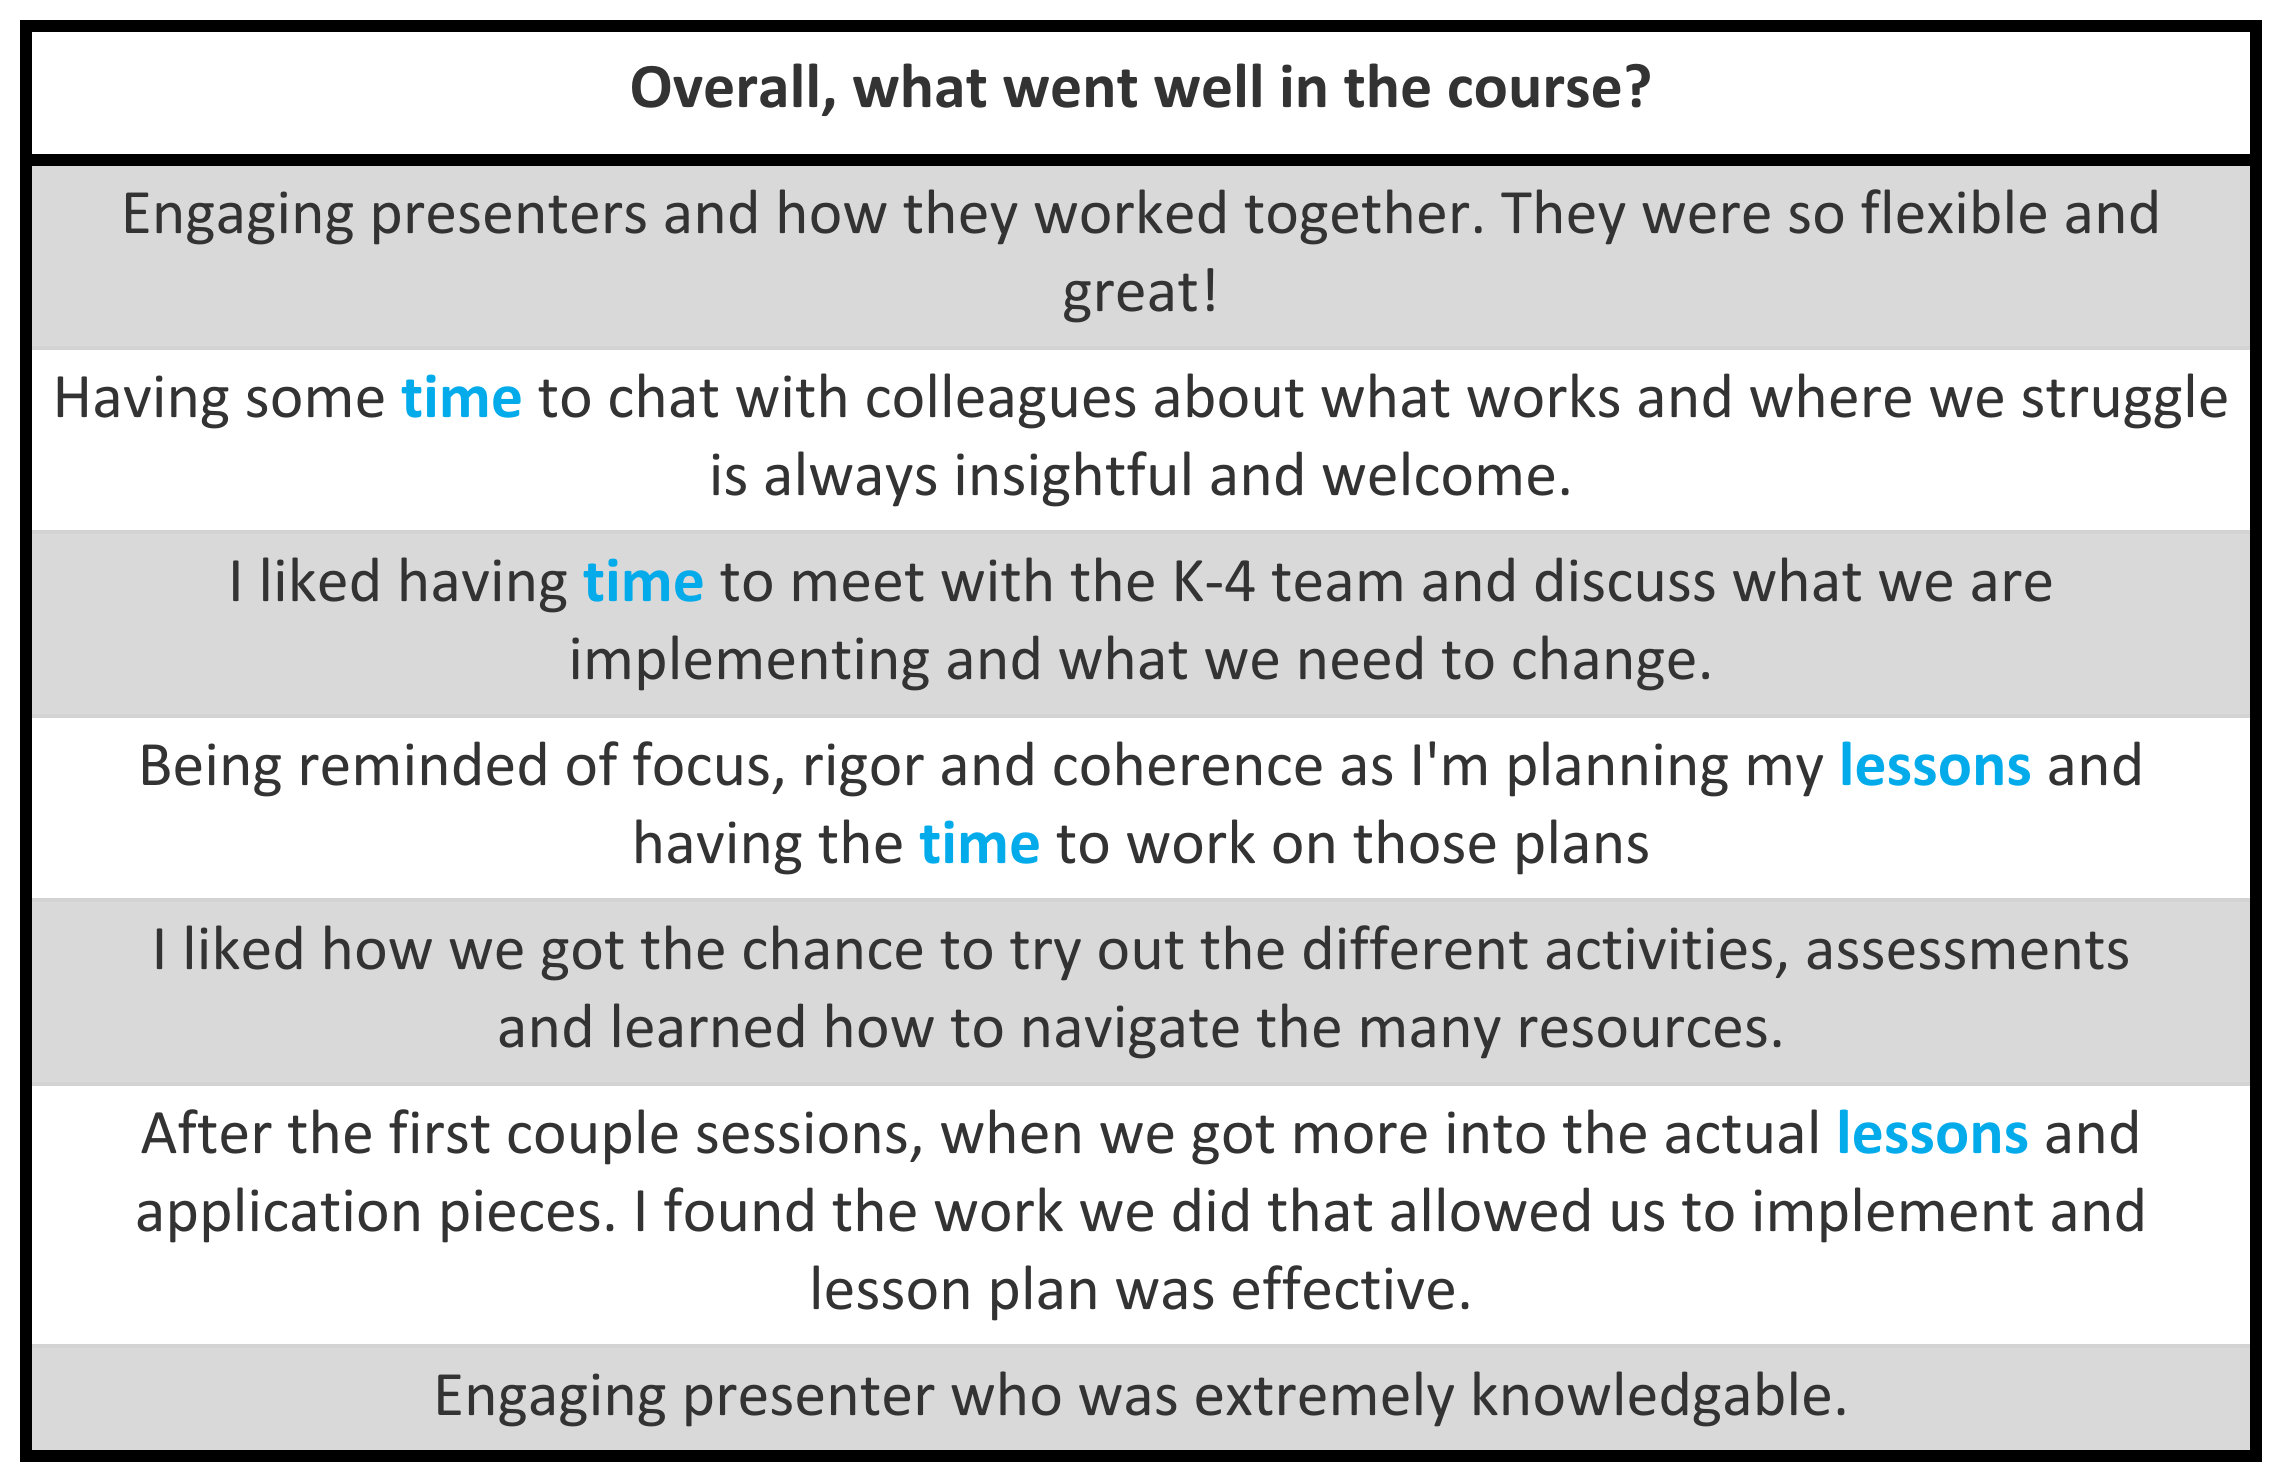 Overall, what went well in the course?
Engaging presenters and how they worked together. They were so flexible and
great!
Having some time to chat with colleagues about what works and where we struggle
is always insightful and welcome.
I liked having time to meet with the K-4 team and discuss what we are
implementing and what we need to change.
Being reminded of focus, rigor and coherence as I'm planning my lessons and
having the time to work on those plans
I liked how we got the chance to try out the different activities, assessments
and learned how to navigate the many resources.
After the first couple sessions, when we got more into the actual lessons and
application pieces. I found the work we did that allowed us to implement and
lesson plan was effective.
Engaging presenter who was extremely knowledgable.